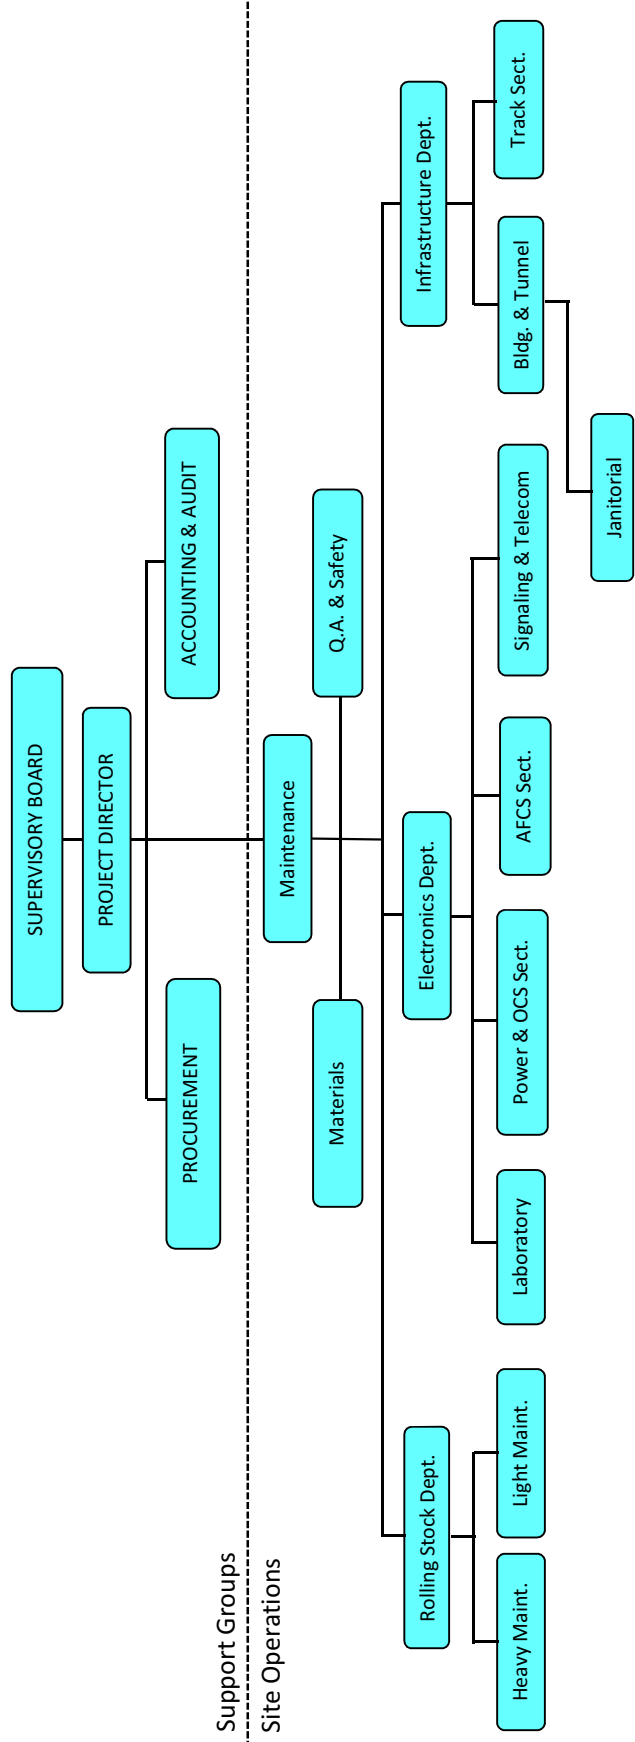 SUPERVISORY BOARD
PROJECT DIRECTOR
PROCUREMENT
ACCOUNTING & AUDIT
Support Groups
Site Operations
Maintenance
Materials
Q.A. & Safety
Rolling Stock Dept.
Electronics Dept.
Infrastructure Dept.
Heavy Maint.
Light Maint.
Laboratory
Power & OCS Sect.
AFCS Sect.
Signaling & Telecom
Bldg. & Tunnel
Track Sect.
Janitorial